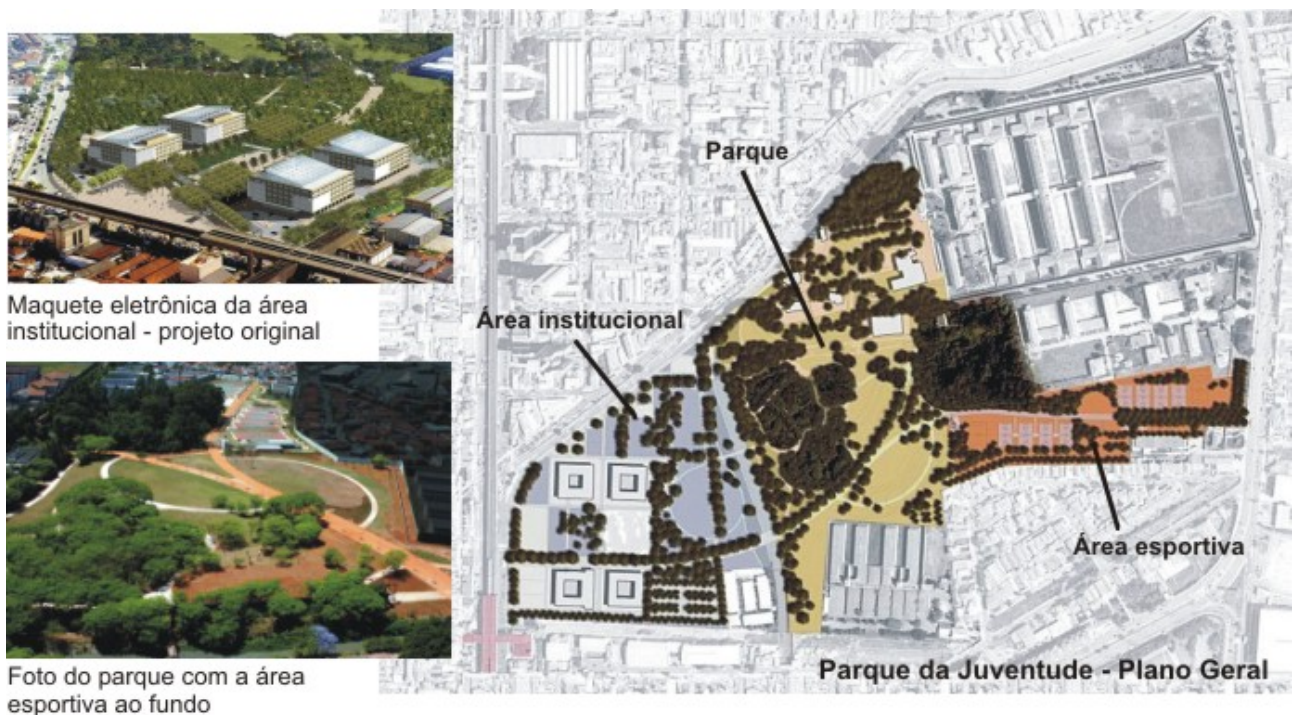 Maquete eletrônica da área
institucional - projeto original
Foto do parque com a área
esportiva ao fundo
Parque
Área institucional
Área esportiva
Parque da Juventude - Plano Geral